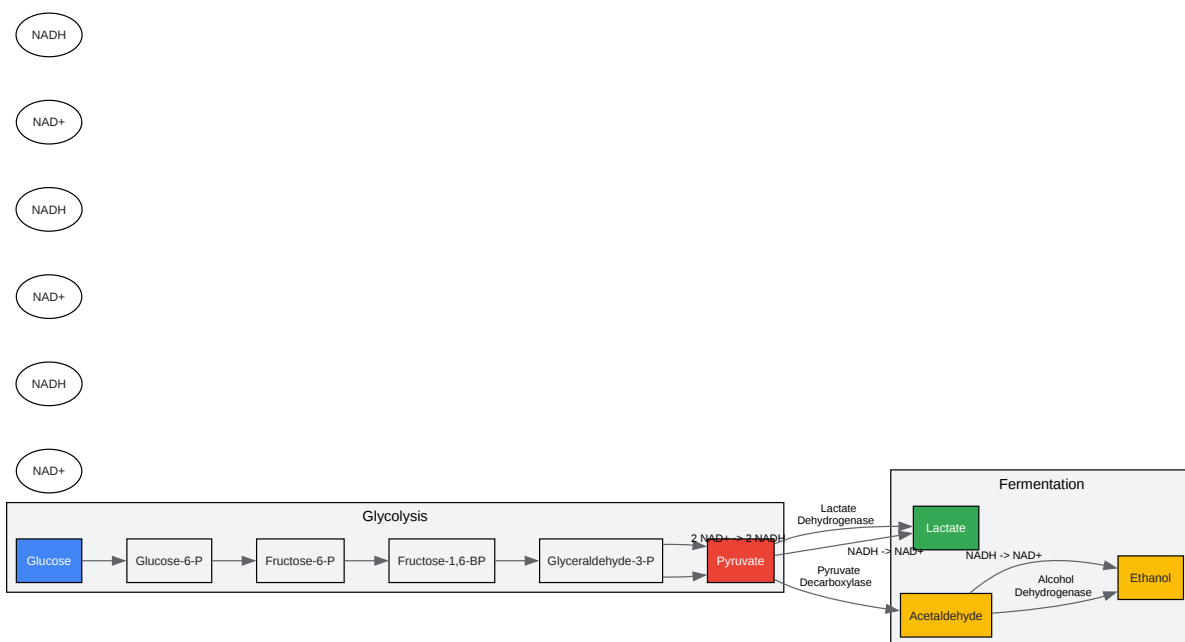 NADH
NAD+
NADH
NAD+
NADH
NAD+
Glycolysis
Glucose
Glucose-6-P
Fructose-6-P
Fructose-1,6-BP
Glyceraldehyde-3-P
2 NAD+ -> 2 NADH
Pyruvate
Lactate
Dehydrogenase
NADH -> NAD+
Pyruvate
Decarboxylase
Fermentation
Lactate
NADH -> NAD+
Alcohol
Dehydrogenase
Acetaldehyde
Ethanol